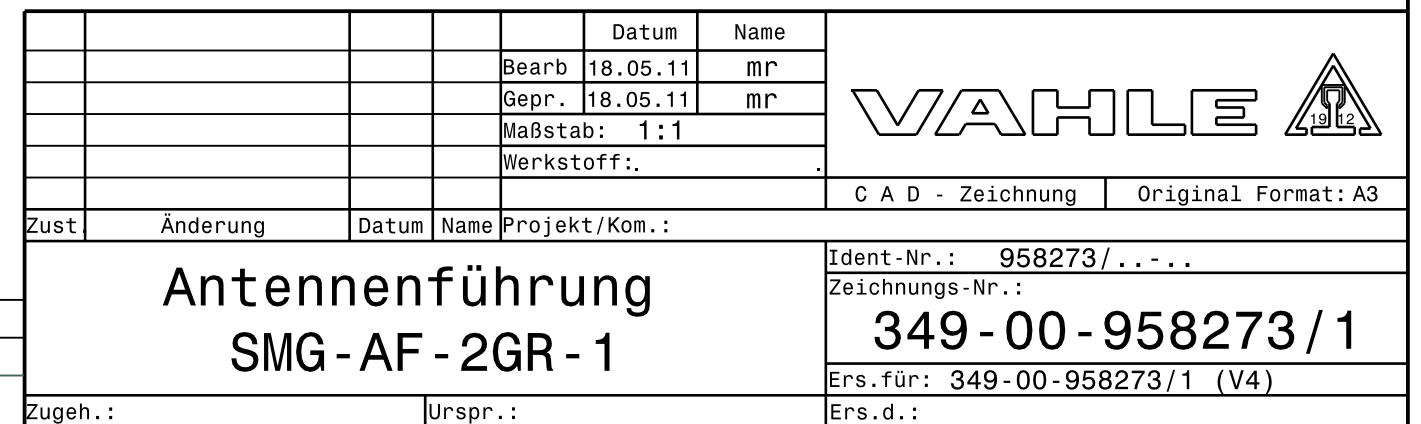 Datum Name
Bearb 18.05.11 mr
Gepr. 18.05.11 mr
Maßstab: 1:1
Werkstoff:. .
VAHLE
19 12
C A D - Zeichnung Original Format: A3
Zust. Änderung Datum Name Projekt/Kom.:
Antennenführung
SMG-AF-2GR-1
Ident-Nr.: 958273/..-..
Zeichnungs-Nr.:
349-00-958273/1
Ers.für: 349-00-958273/1 (V4)
Zugeh.: Urspr.: Ers.d.: